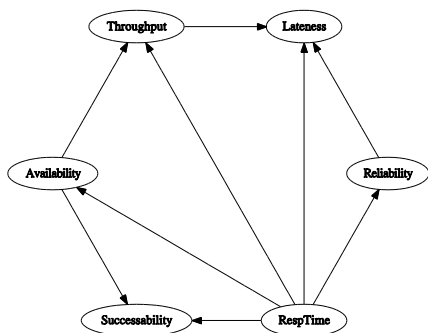 Throughput
Lateness
Availability
Reliability
Successability
RespTime